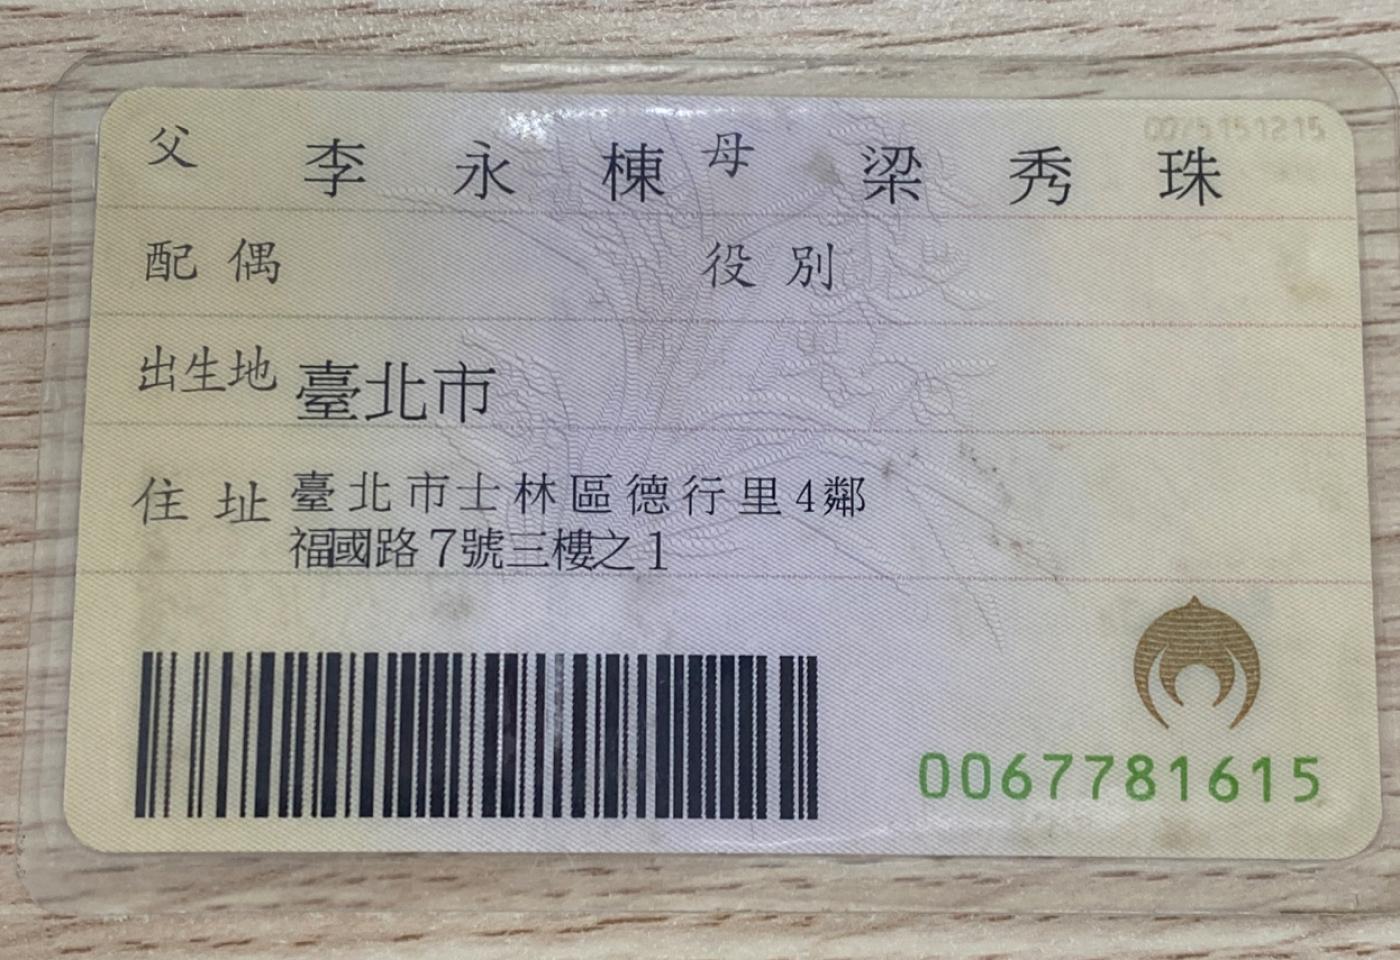 父 李永棟 母 梁秀珠
配偶 役別
出生地 臺北市
住址 臺北市士林區德行里4鄰
福國路7號三樓之1
0067781615